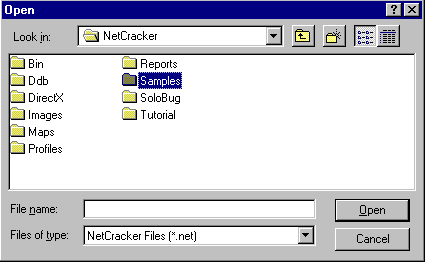 Open
Look in: NetCracker
Bin
Ddb
DirectX
Images
Maps
Profiles
Reports
Samples
SoloBug
Tutorial
File name: Open
Files of type: NetCracker Files (*.net) Cancel